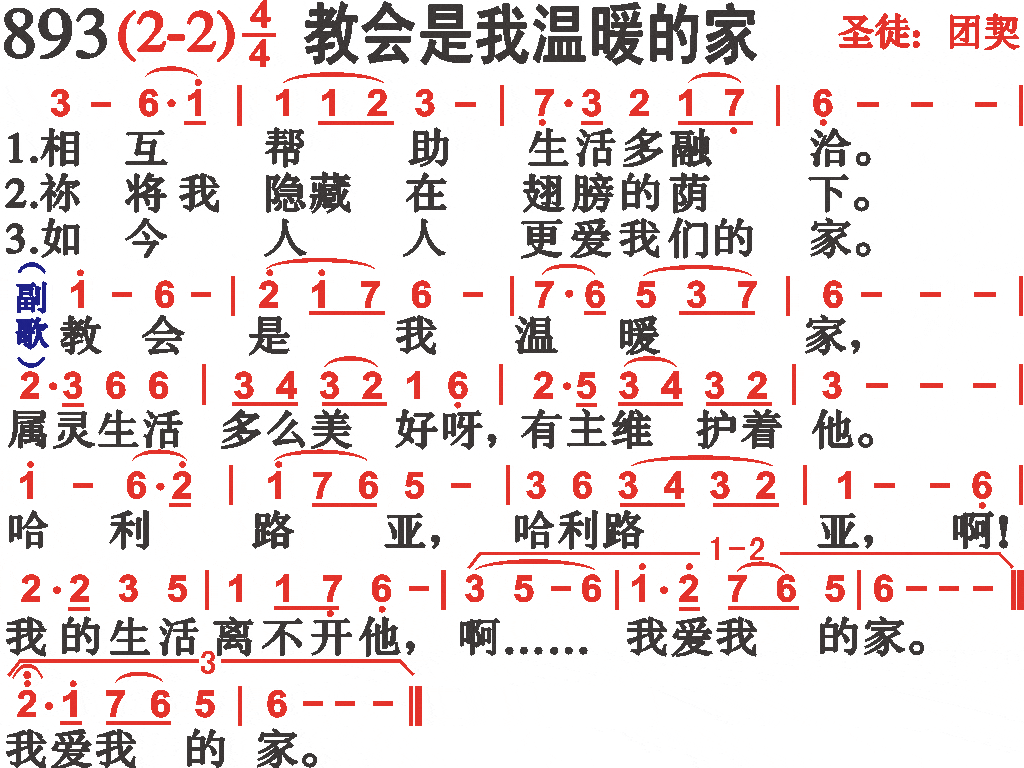 893 (2-2) 4/4 教会是我温暖的家 圣徒：团契
3 – 6·1 | 1 1 2 3 – | 7·3 2 1 7 | 6 – – – |
1.相互帮助生活多融洽。
2.祢将我隐藏在翅膀的荫下。
3.如今人人更爱我们的家。
(副歌) 1 – 6 – | 2 1 7 6 – | 7·6 5 3 7 | 6 – – – |
教会是我温暖家，
2·3 6 6 | 3 4 3 2 1 6 | 2·5 3 4 3 2 | 3 – – – |
属灵生活多么美好呀，有主维护着他。
1 – 6·2 | 1 7 6 5 – | 3 6 3 4 3 2 | 1 – – 6 |
哈利路亚，哈利路亚，啊！
1-2
2·2 3 5 | 1 1 7 6 – | 3 5 – 6 | 1·2 7 6 5 | 6 – – – ‖
我的生活离不开他，啊……我爱我的家。
3
2·1 7 6 5 | 6 – – – ‖
我爱我的家。